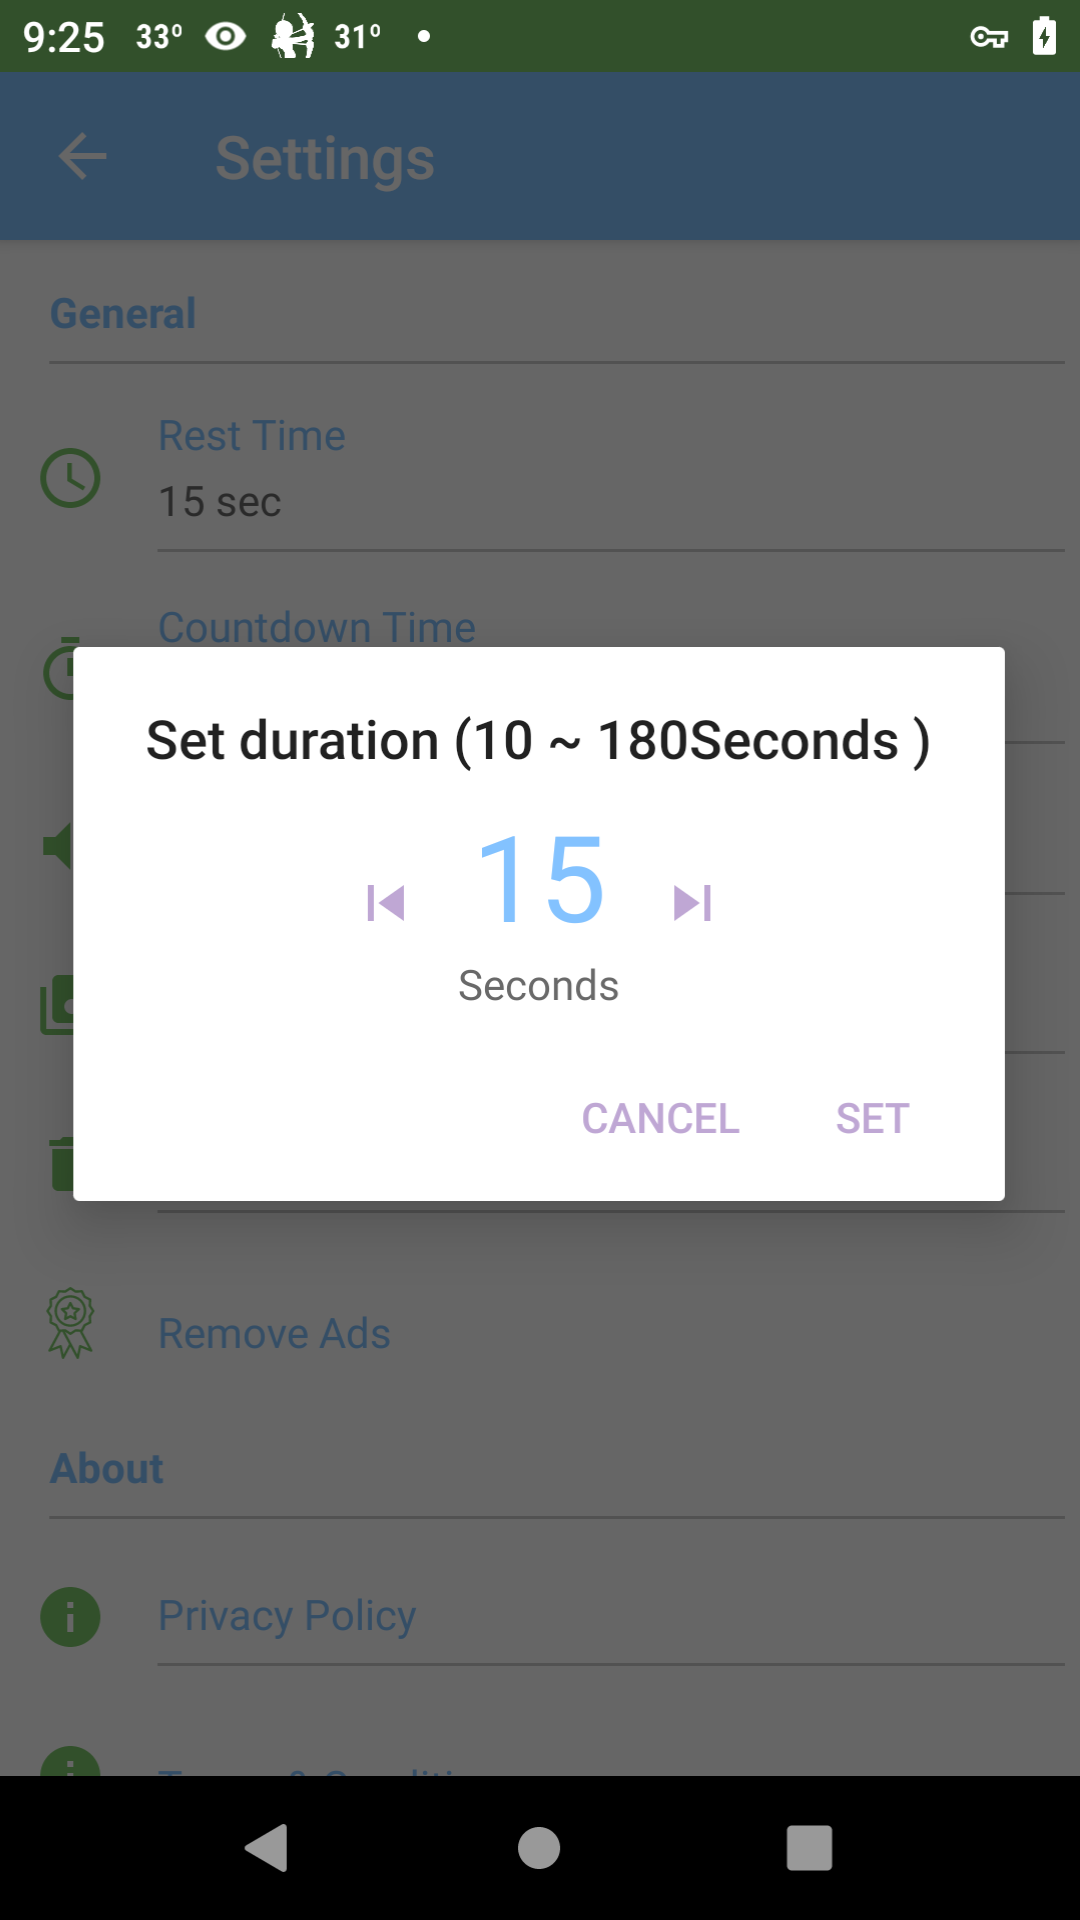 9:25 33° 31°
Settings
General
Rest Time
15 sec
Countdown Time
Set duration (10 ~ 180Seconds )
15
Seconds
CANCEL SET
Remove Ads
About
Privacy Policy